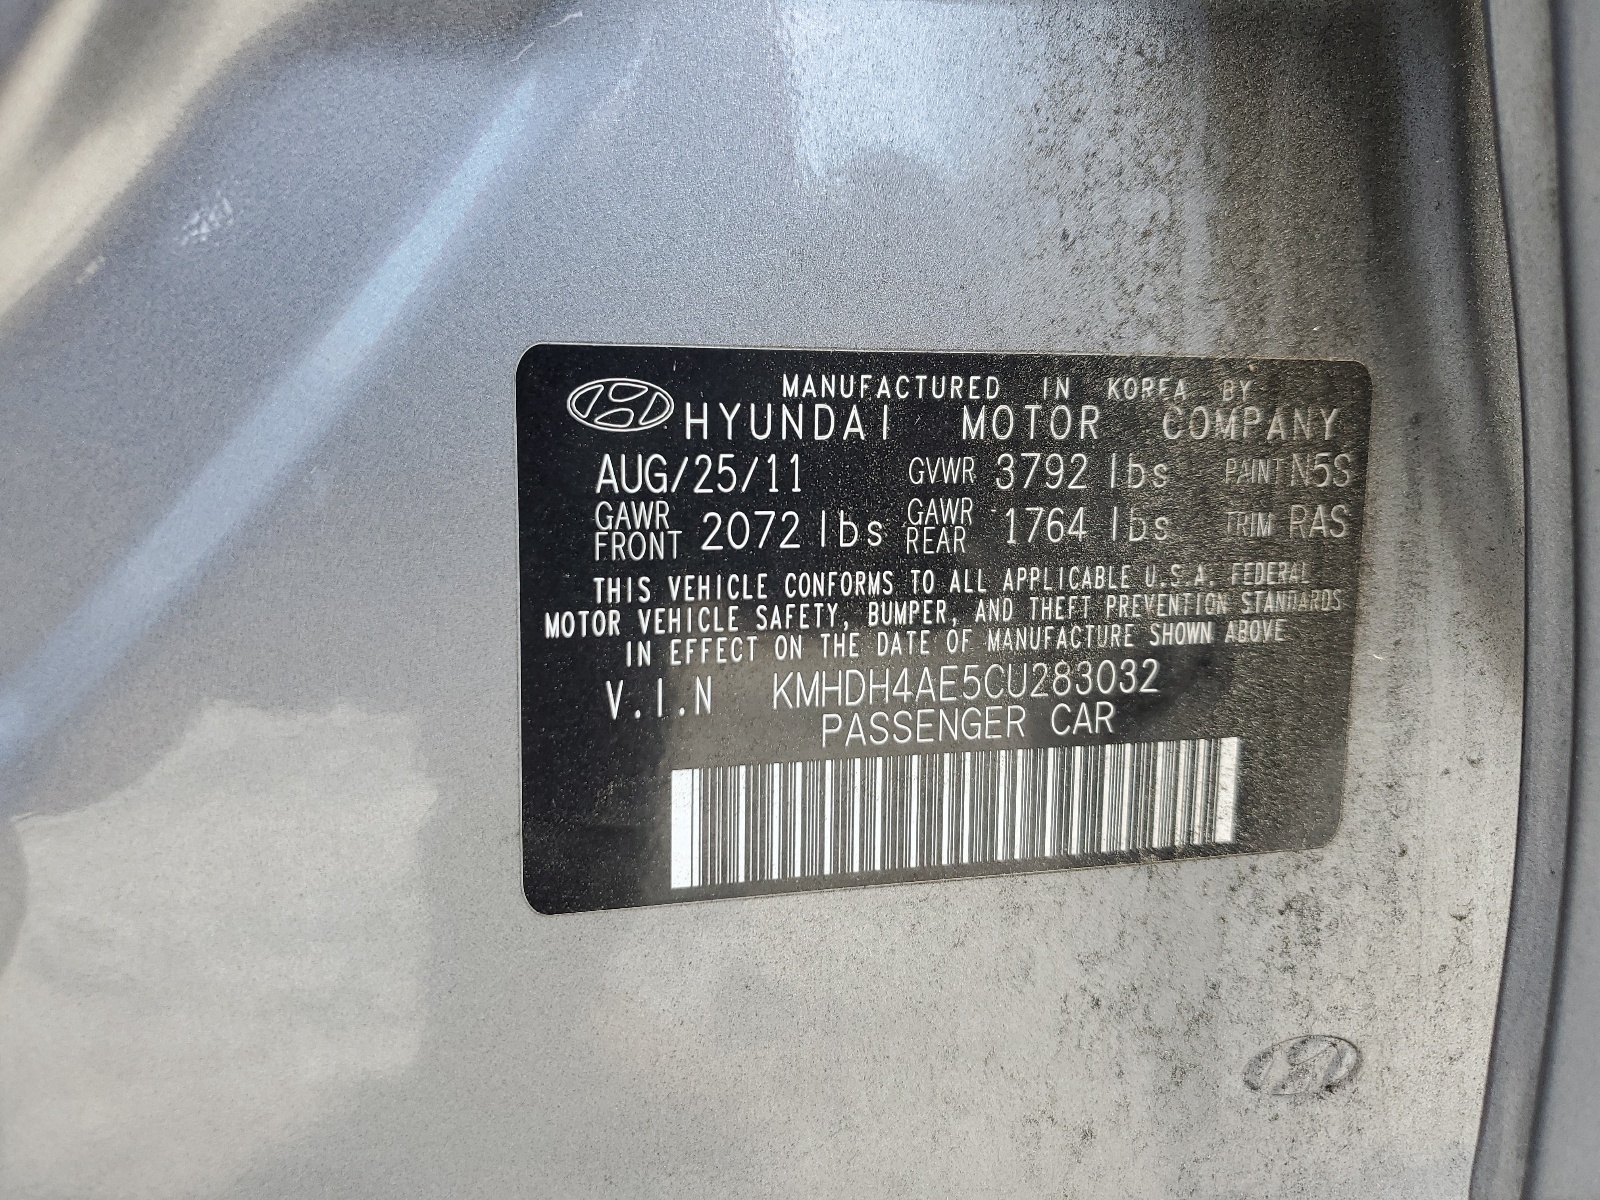 MANUFACTURED IN KOREA BY
HYUNDAI MOTOR COMPANY
AUG/25/11 GVWR 3792 lbs PAINT N5S
GAWR FRONT 2072 lbs GAWR REAR 1764 lbs TRIM RAS
THIS VEHICLE CONFORMS TO ALL APPLICABLE U.S.A. FEDERAL
MOTOR VEHICLE SAFETY, BUMPER, AND THEFT PREVENTION STANDARDS
IN EFFECT ON THE DATE OF MANUFACTURE SHOWN ABOVE
V.I.N KMHDH4AE5CU283032
PASSENGER CAR